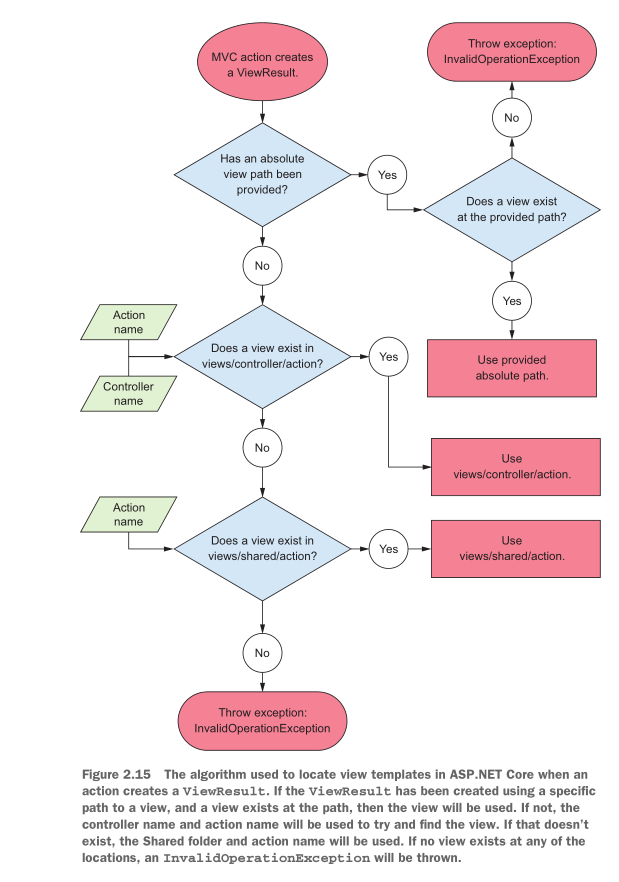 MVC action creates
a ViewResult.
Throw exception:
InvalidOperationException
No
Has an absolute
view path been
provided?
Yes
Does a view exist
at the provided path?
No
Yes
Action
name
Does a view exist in
views/controller/action?
Yes
Use provided
absolute path.
Controller
name
No
Use
views/controller/action.
Action
name
Does a view exist in
views/shared/action?
Yes
Use
views/shared/action.
No
Throw exception:
InvalidOperationException
Figure 2.15 The algorithm used to locate view templates in ASP.NET Core when an
action creates a ViewResult. If the ViewResult has been created using a specific
path to a view, and a view exists at the path, then the view will be used. If not, the
controller name and action name will be used to try and find the view. If that doesn't
exist, the Shared folder and action name will be used. If no view exists at any of the
locations, an InvalidOperationException will be thrown.